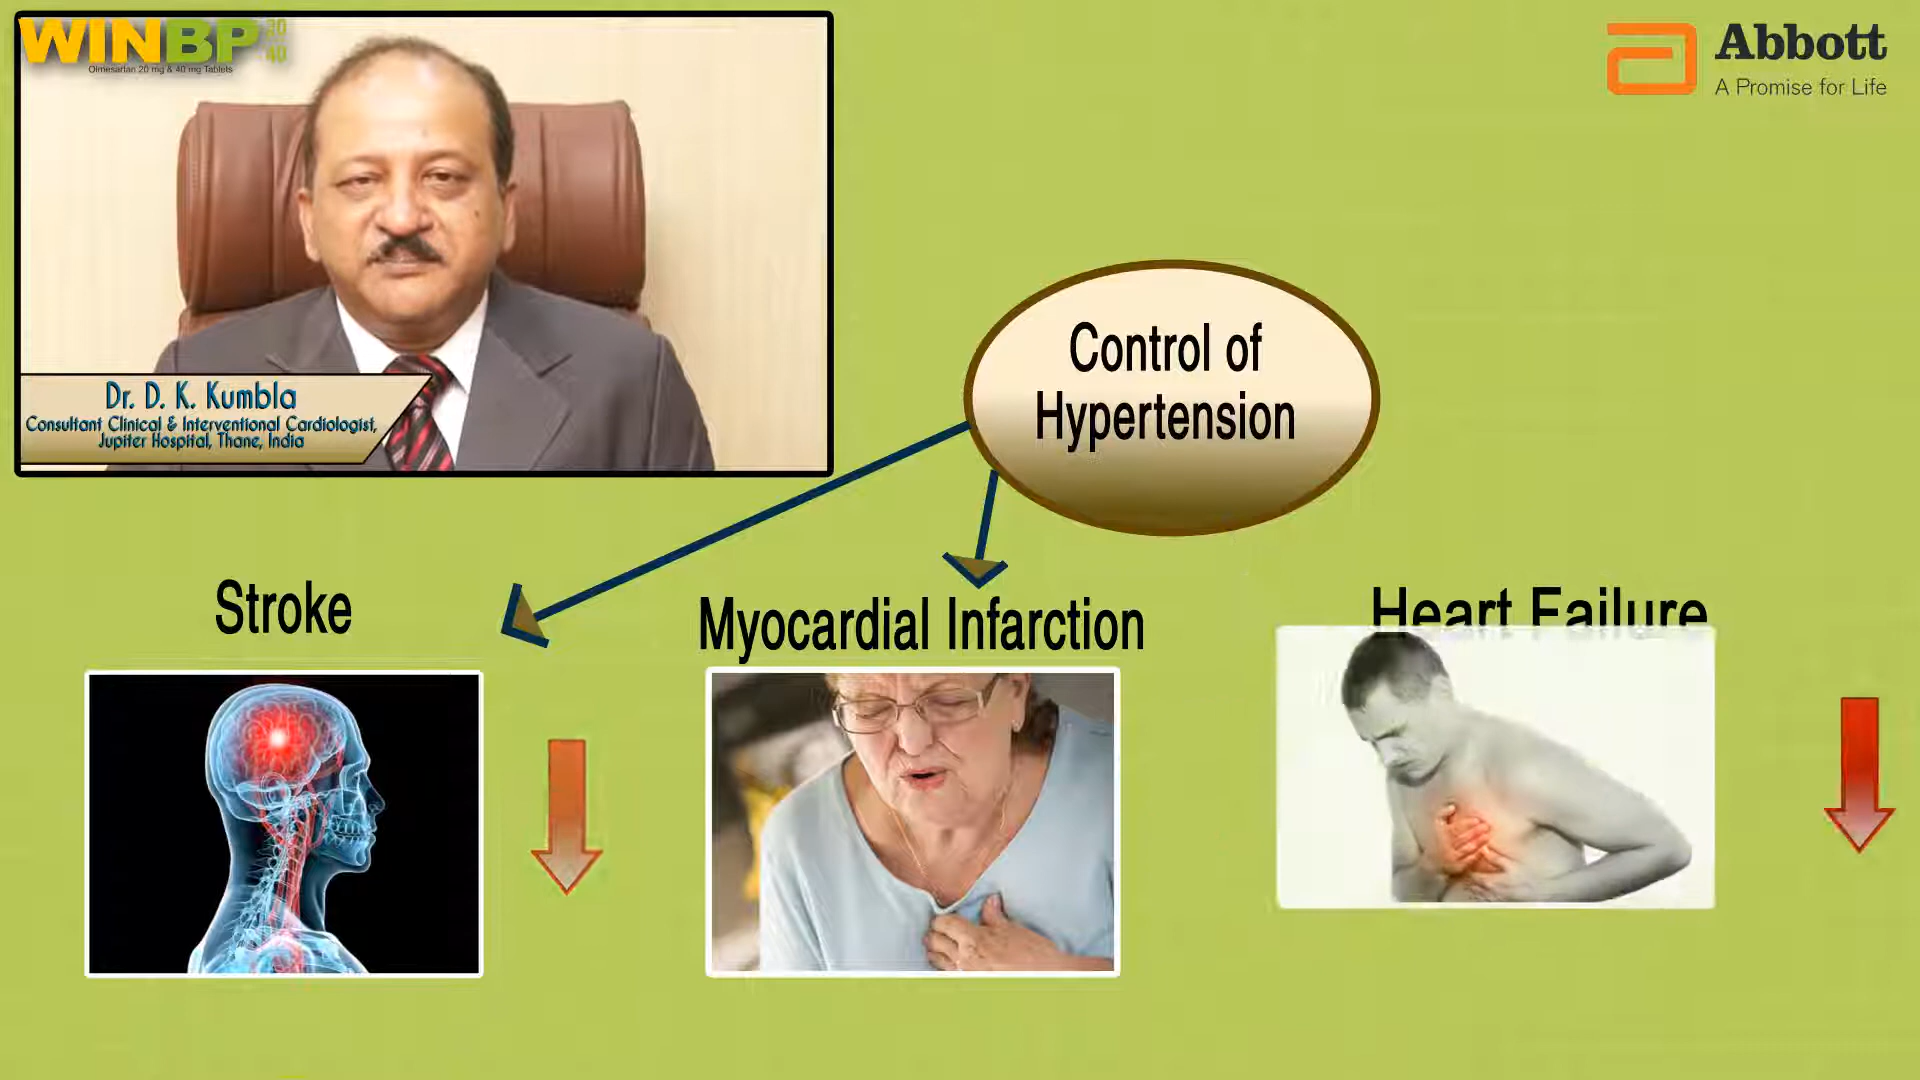 WINBP 20
40
Olmesartan 20 mg & 40 mg Tablets
Abbott
A Promise for Life
Dr. D. K. Kumbla
Consultant Clinical & Interventional Cardiologist,
Jupiter Hospital, Thane, India
Control of
Hypertension
Stroke
Myocardial Infarction
Heart Failure